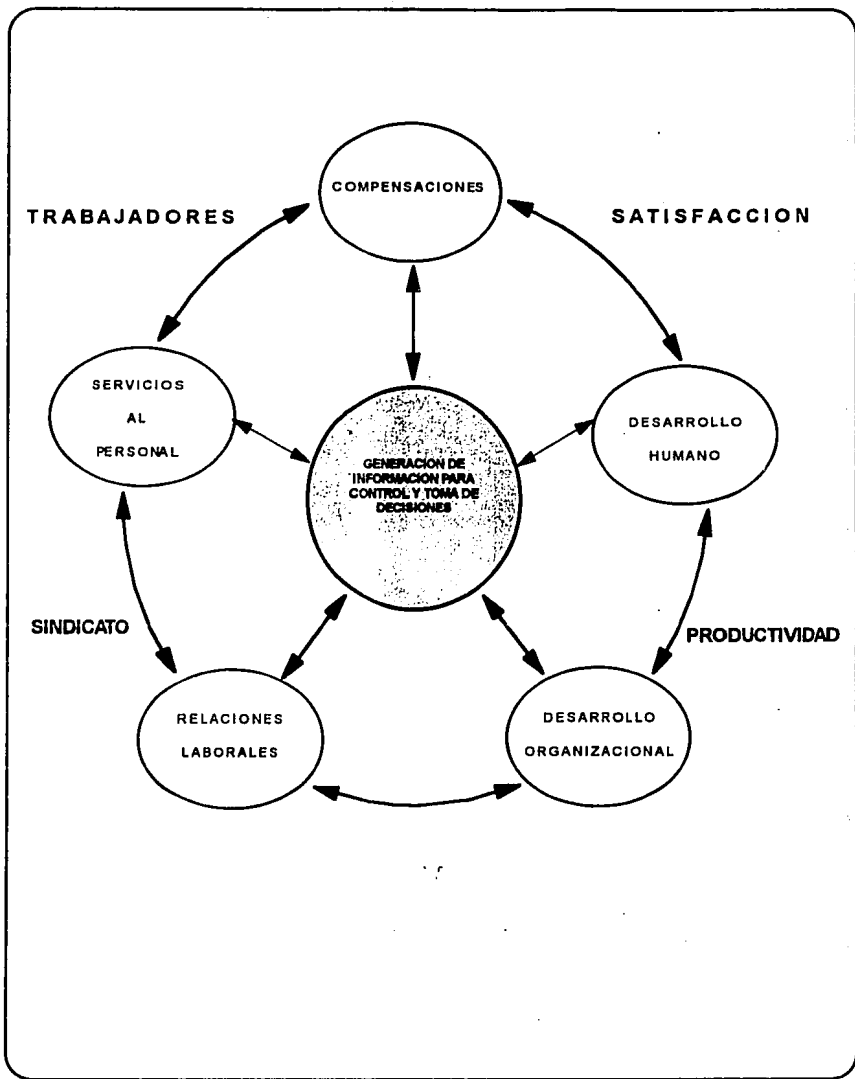 COMPENSACIONES
TRABAJADORES
SATISFACCION
SERVICIOS
AL
PERSONAL
DESARROLLO
HUMANO
GENERACION DE
INFORMACION PARA
CONTROL Y TOMA DE
DECISIONES
SINDICATO
PRODUCTIVIDAD
RELACIONES
LABORALES
DESARROLLO
ORGANIZACIONAL